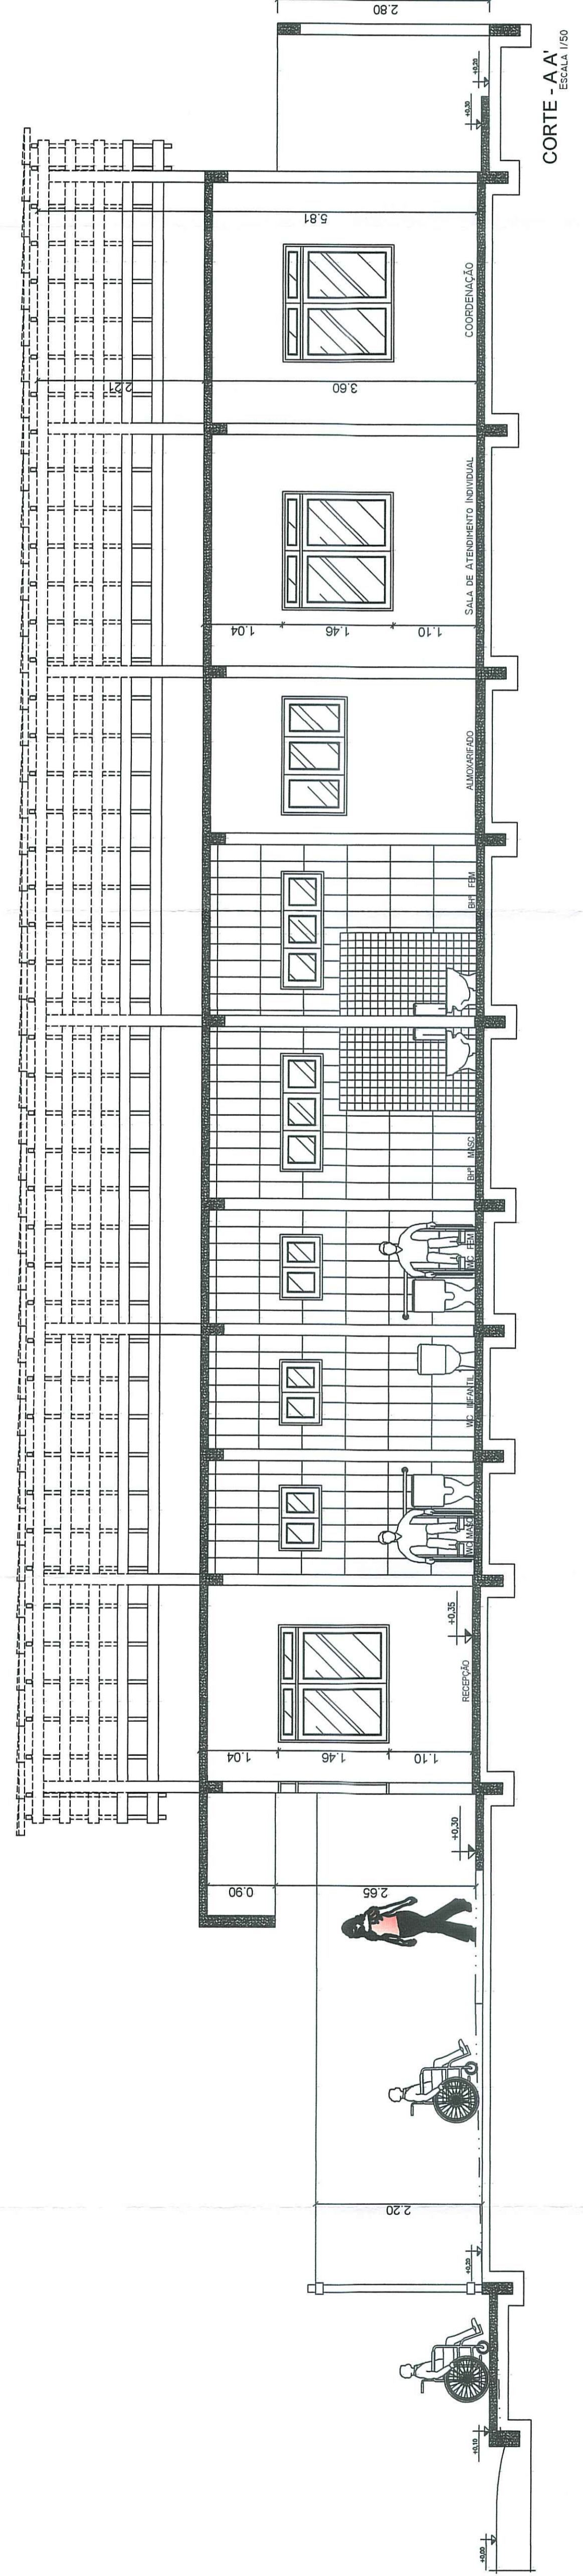 2.80
+0,20
+0,30
CORTE - A A'
ESCALA 1/50
5.81
COORDENAÇÃO
2.21
3.60
SALA DE ATENDIMENTO INDIVIDUAL
1.04
1.46
1.10
ALMOXARIFADO
BHº FEM
BHº MASC
WC FEM
WC INFANTIL
WC MASC
+0,35
RECEPÇÃO
1.04
1.46
1.10
+0,30
0.90
2.65
2.20
+0,20
+0,10
+0,00